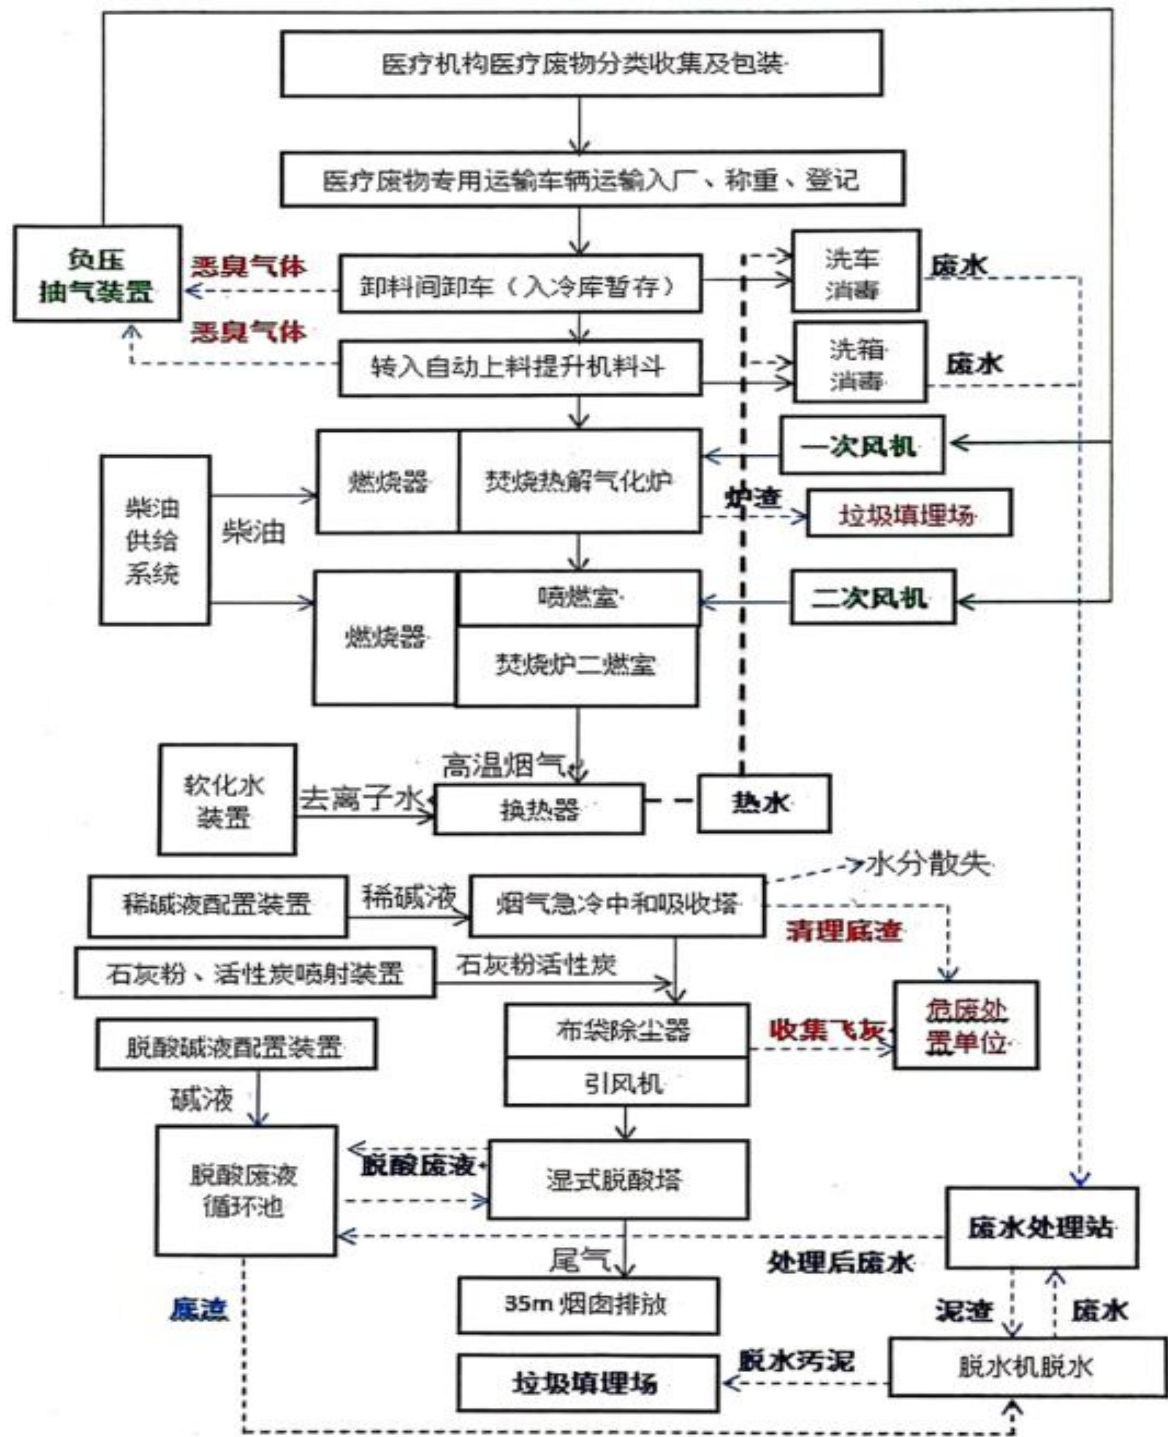 医疗机构医疗废物分类收集及包装
医疗废物专用运输车辆运输入厂、称重、登记
负压
抽气装置
恶臭气体
卸料间卸车（入冷库暂存）
洗车
消毒
废水
恶臭气体
转入自动上料提升机料斗
洗箱
消毒
废水
柴油
供给
系统
柴油
燃烧器
焚烧热解气化炉
一次风机
炉渣
垃圾填埋场
燃烧器
喷燃室
焚烧炉二燃室
二次风机
高温烟气
软化水
装置
去离子水
换热器
热水
稀碱液配置装置
稀碱液
烟气急冷中和吸收塔
水分散失
清理底渣
石灰粉、活性炭喷射装置
石灰粉活性炭
布袋除尘器
引风机
收集飞灰
危废处
置单位
脱酸碱液配置装置
碱液
脱酸废液
循环池
脱酸废液
湿式脱酸塔
废水处理站
处理后废水
尾气
35m 烟囱排放
底渣
泥渣
废水
脱水机脱水
脱水污泥
垃圾填埋场